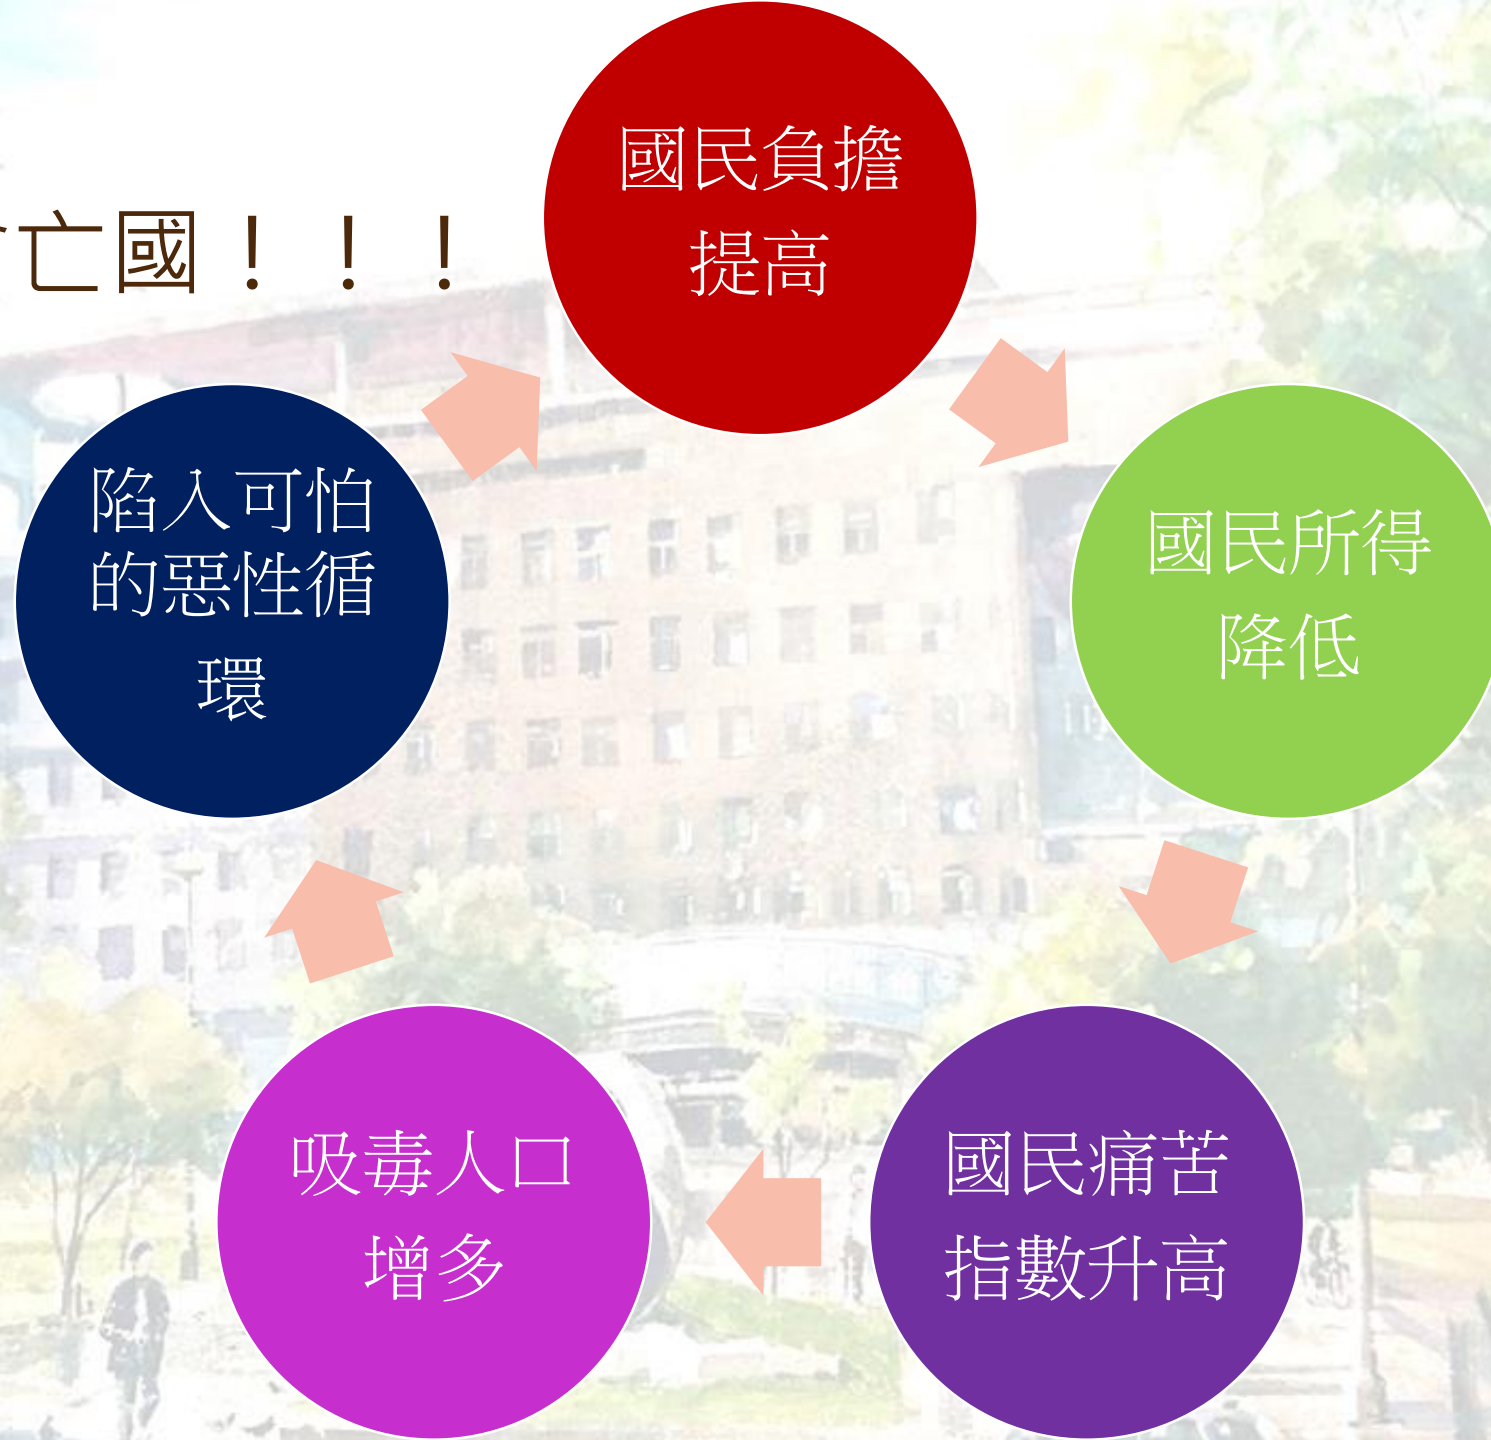 亡國！！！
國民負擔
提高
國民所得
降低
國民痛苦
指數升高
吸毒人口
增多
陷入可怕
的惡性循
環